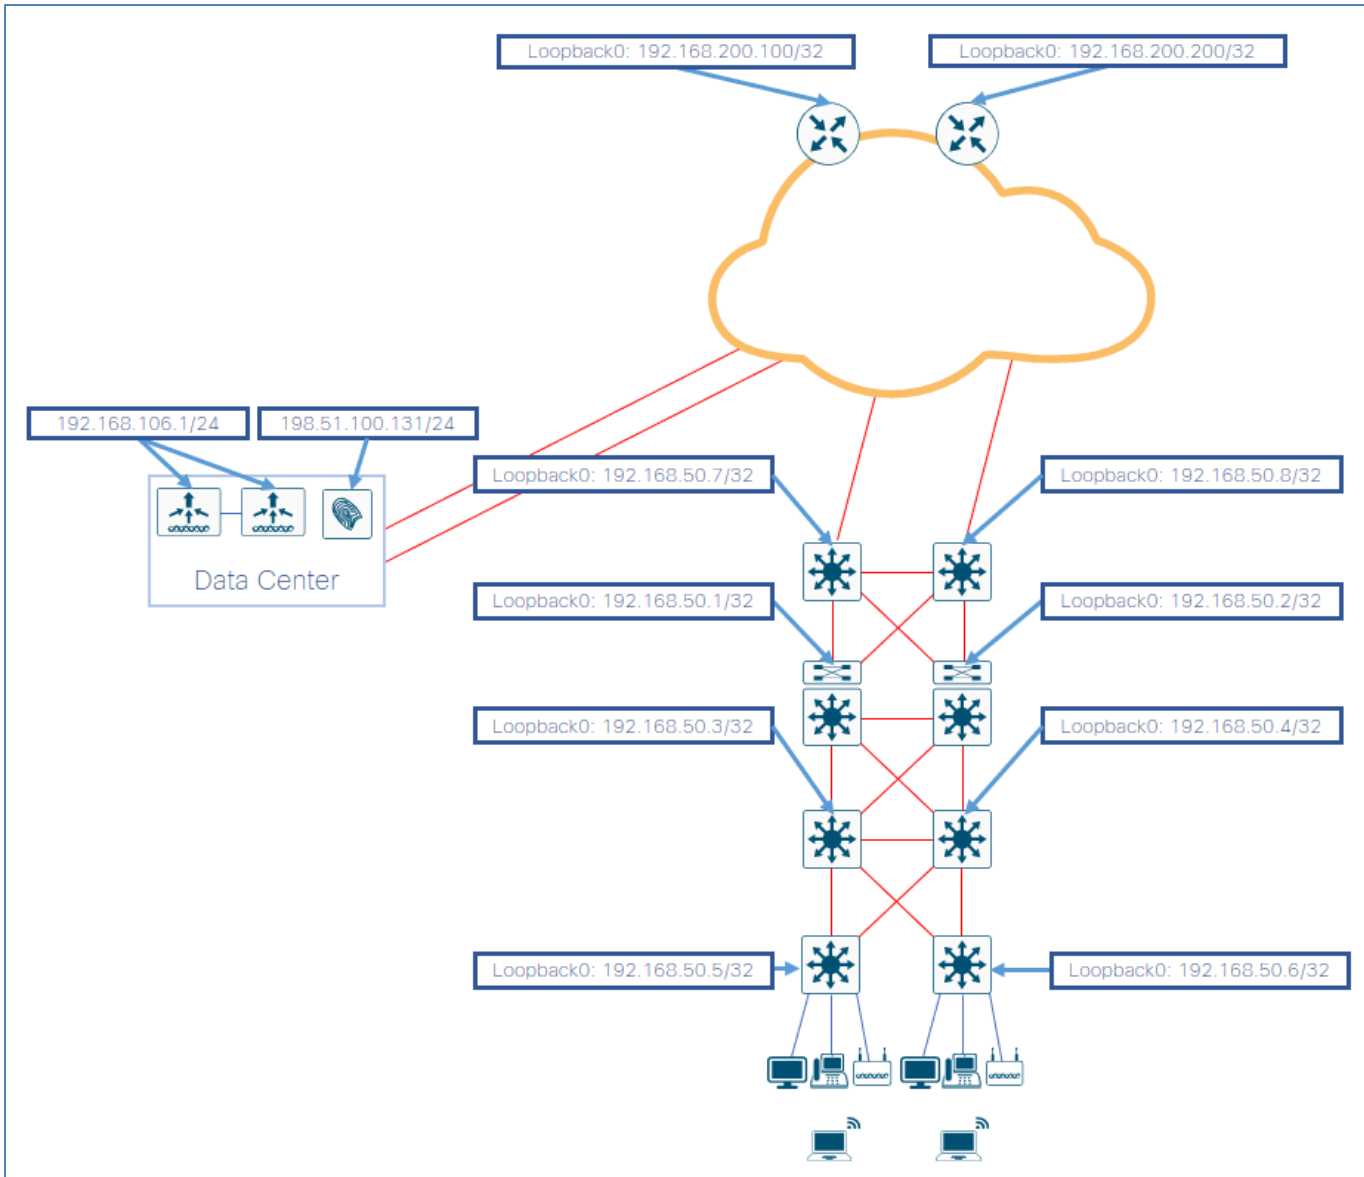 Loopback0: 192.168.200.100/32
Loopback0: 192.168.200.200/32
192.168.106.1/24
198.51.100.131/24
Loopback0: 192.168.50.7/32
Loopback0: 192.168.50.8/32
Data Center
Loopback0: 192.168.50.1/32
Loopback0: 192.168.50.2/32
Loopback0: 192.168.50.3/32
Loopback0: 192.168.50.4/32
Loopback0: 192.168.50.5/32
Loopback0: 192.168.50.6/32